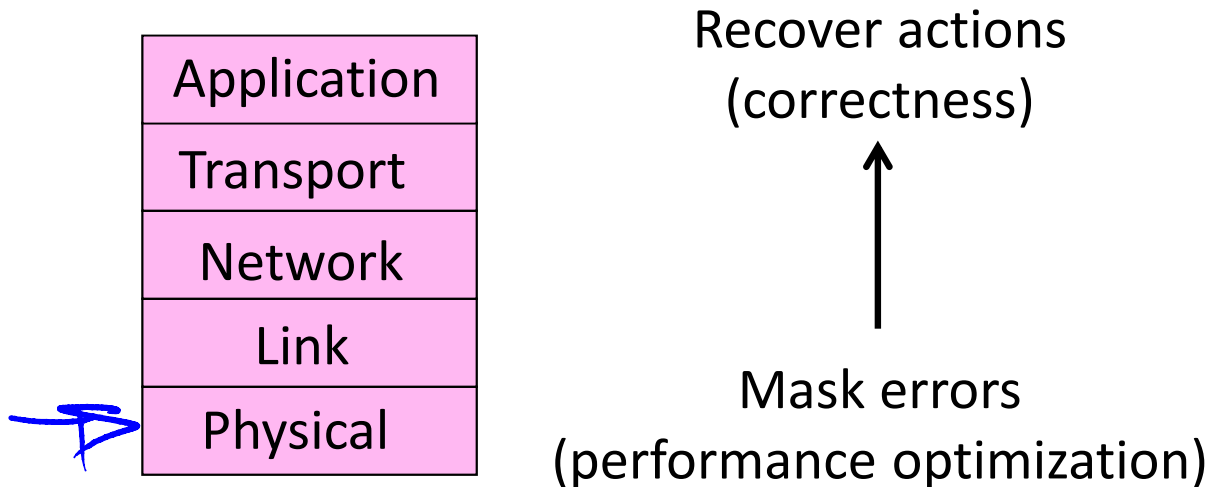 Application
Transport
Network
Link
Physical
Recover actions
(correctness)
Mask errors
(performance optimization)